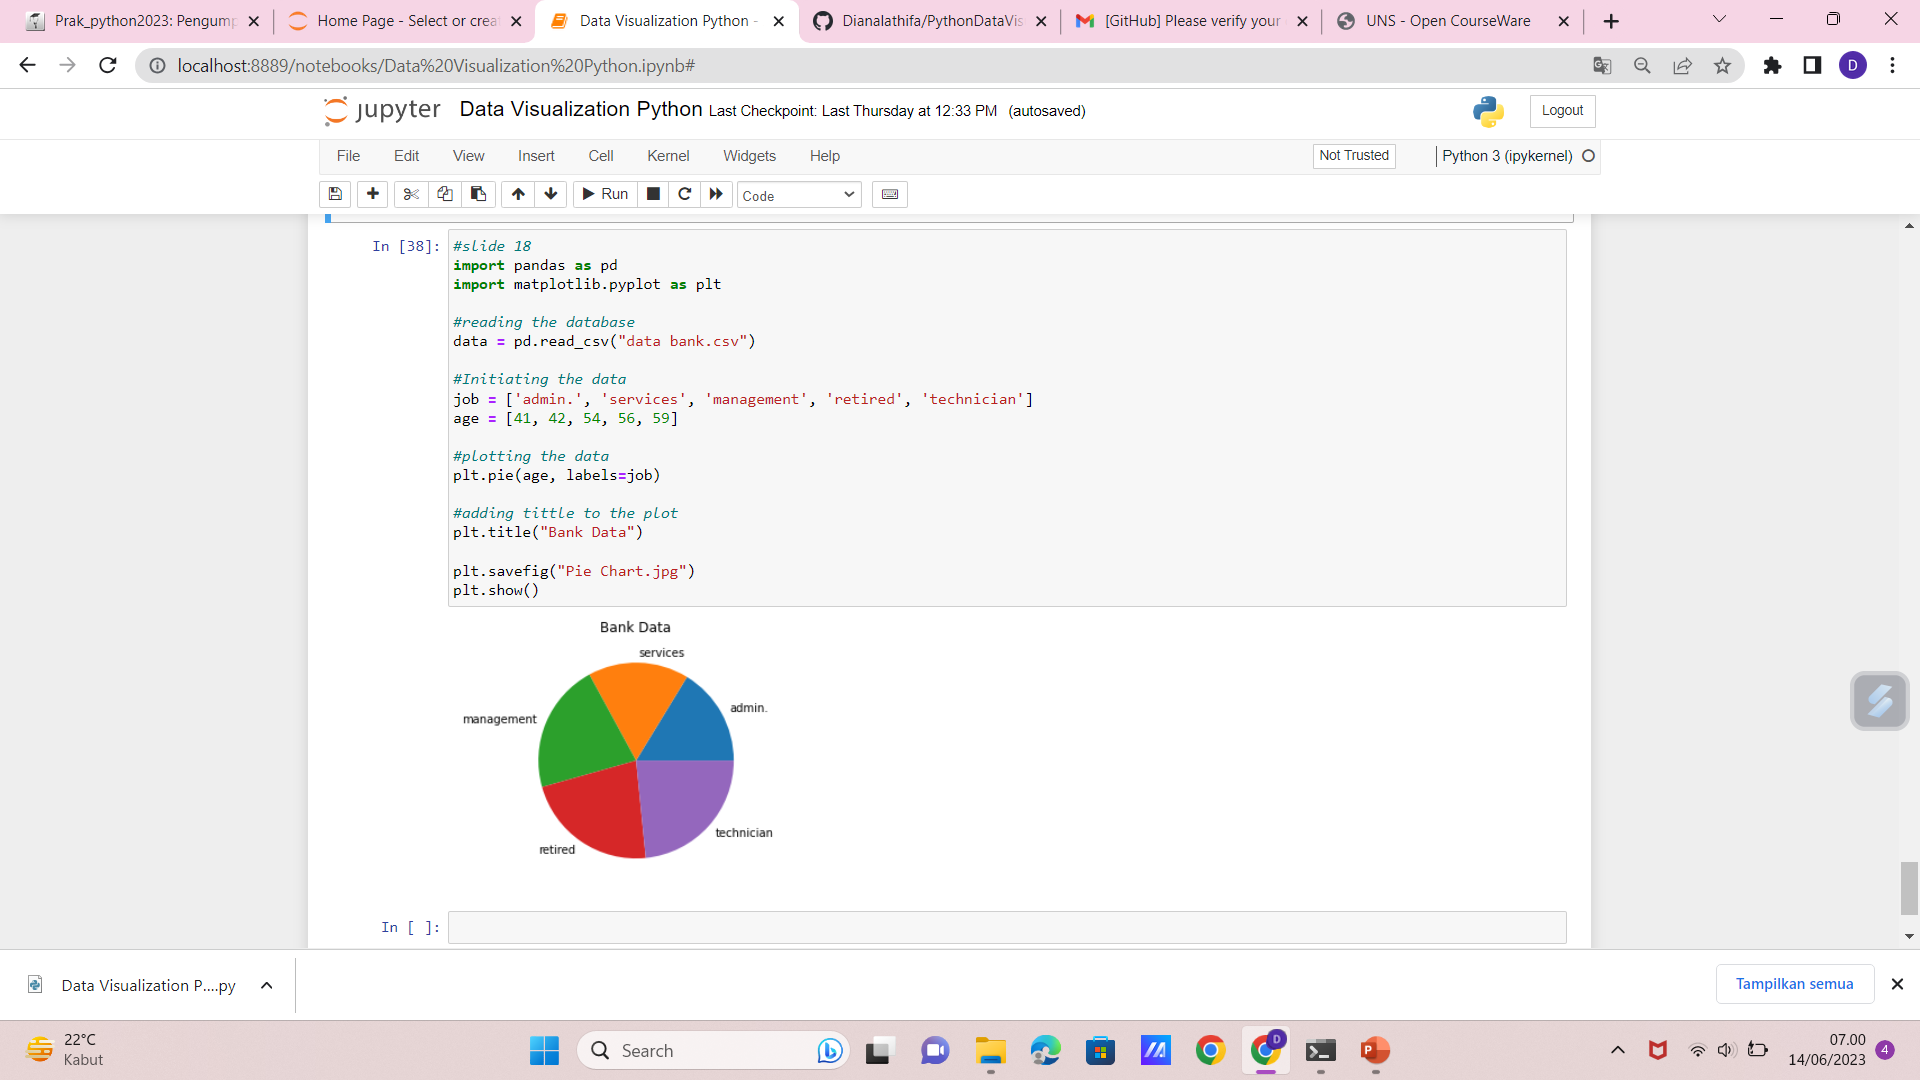 Prak_python2023: Pengump
Home Page - Select or crea
Data Visualization Python -
Dianalathifa/PythonDataVis
[GitHub] Please verify your
UNS - Open CourseWare
localhost:8889/notebooks/Data%20Visualization%20Python.ipynb#
D
jupyter Data Visualization Python Last Checkpoint: Last Thursday at 12:33 PM (autosaved)
Logout
File Edit View Insert Cell Kernel Widgets Help
Not Trusted
Python 3 (ipykernel)
Run
Code
In [38]:
#slide 18
import pandas as pd
import matplotlib.pyplot as plt
#reading the database
data = pd.read_csv("data bank.csv")
#Initiating the data
job = ['admin.', 'services', 'management', 'retired', 'technician']
age = [41, 42, 54, 56, 59]
#plotting the data
plt.pie(age, labels=job)
#adding tittle to the plot
plt.title("Bank Data")
plt.savefig("Pie Chart.jpg")
plt.show()
Bank Data
services
admin.
management
technician
retired
In [ ]:
Data Visualization P....py
Tampilkan semua
22°C
Kabut
Search
D
07.00
14/06/2023
4